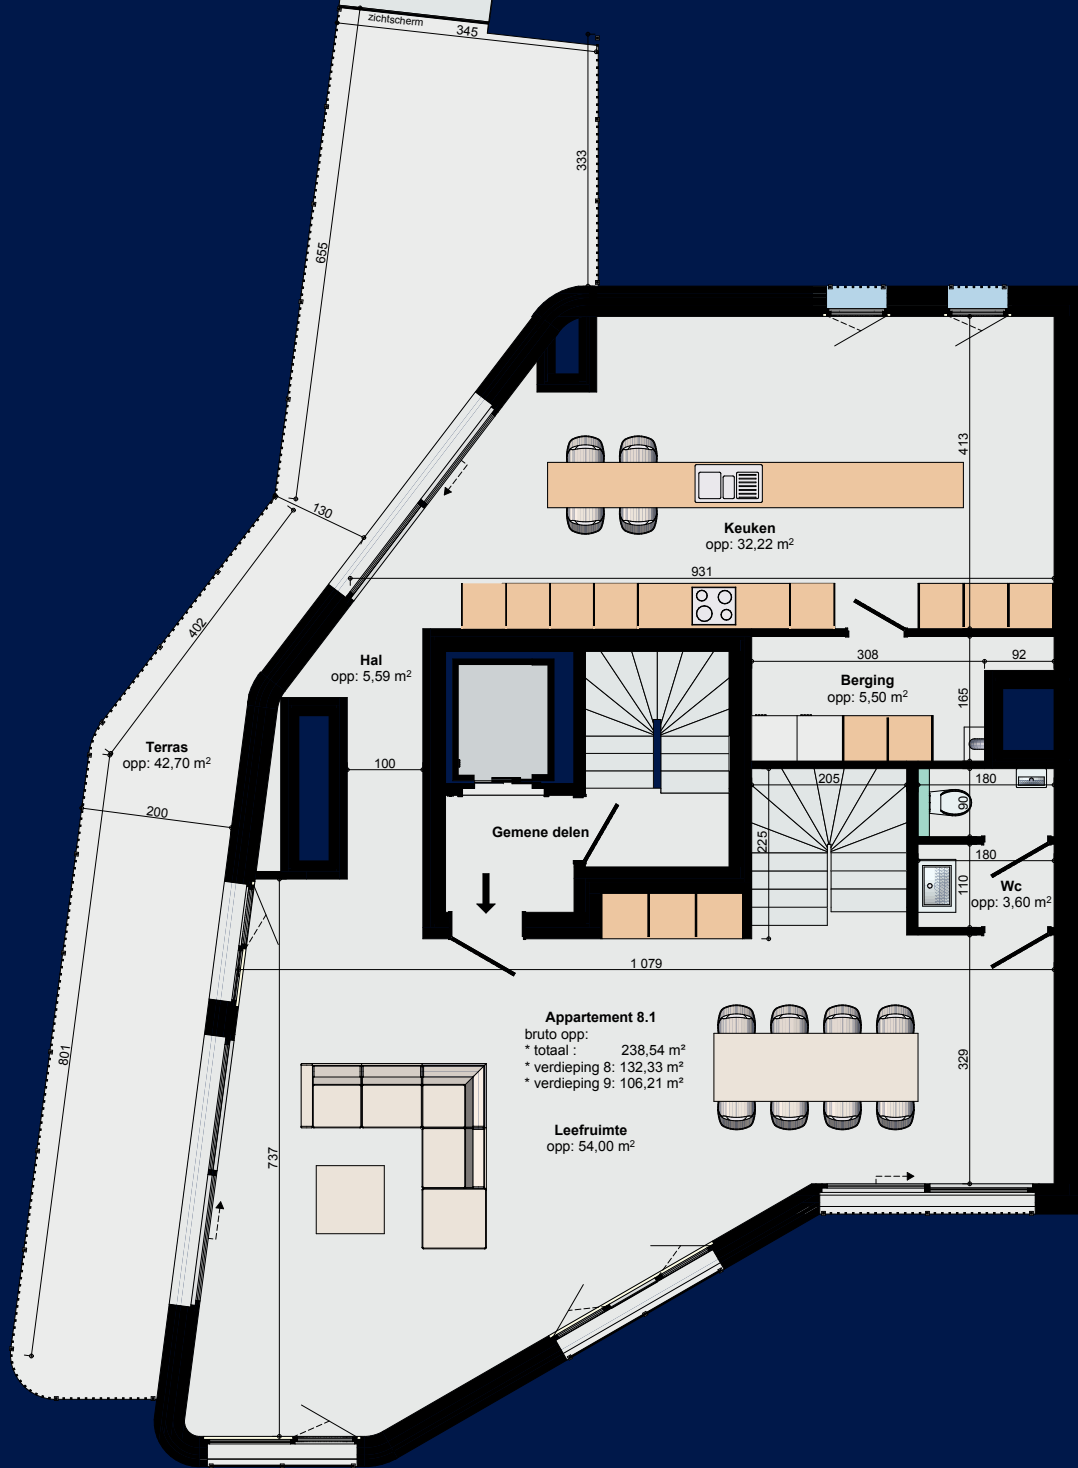 zichtscherm
345
333
655
130
413
Keuken
opp: 32,22 m²
931
402
Hal
opp: 5,59 m²
308
92
Berging
opp: 5,50 m²
165
Terras
opp: 42,70 m²
100
205
180
90
200
Gemene delen
225
180
110
Wc
opp: 3,60 m²
1 079
Appartement 8.1
bruto opp:
* totaal : 238,54 m²
* verdieping 8: 132,33 m²
* verdieping 9: 106,21 m²
801
329
Leefruimte
opp: 54,00 m²
737